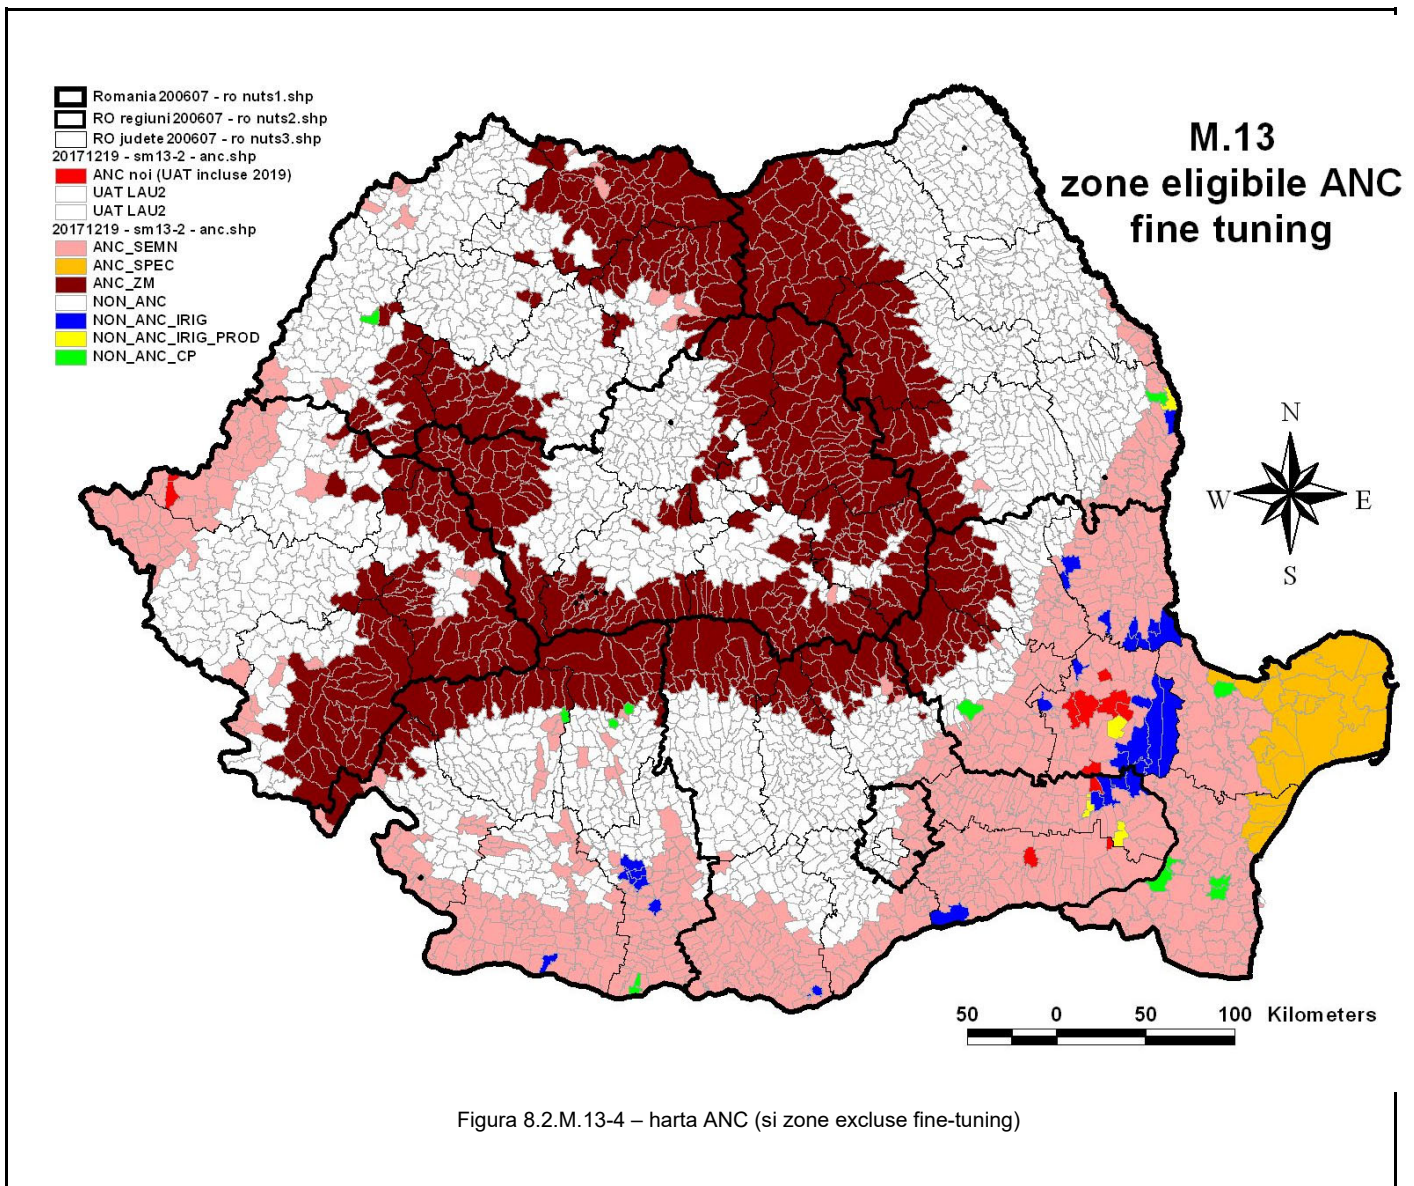 Romania200607 - ro nuts1.shp
RO regiuni200607 - ro nuts2.shp
RO judete200607 - ro nuts3.shp
20171219 - sm13-2 - anc.shp
ANC noi (UAT incluse 2019)
UAT LAU2
UAT LAU2
20171219 - sm13-2 - anc.shp
ANC_SEMN
ANC_SPEC
ANC_ZM
NON_ANC
NON_ANC_IRIG
NON_ANC_IRIG_PROD
NON_ANC_CP
M.13
zone eligibile ANC
fine tuning
N
W E
S
50 0 50 100 Kilometers
Figura 8.2.M.13-4 – harta ANC (si zone excluse fine-tuning)